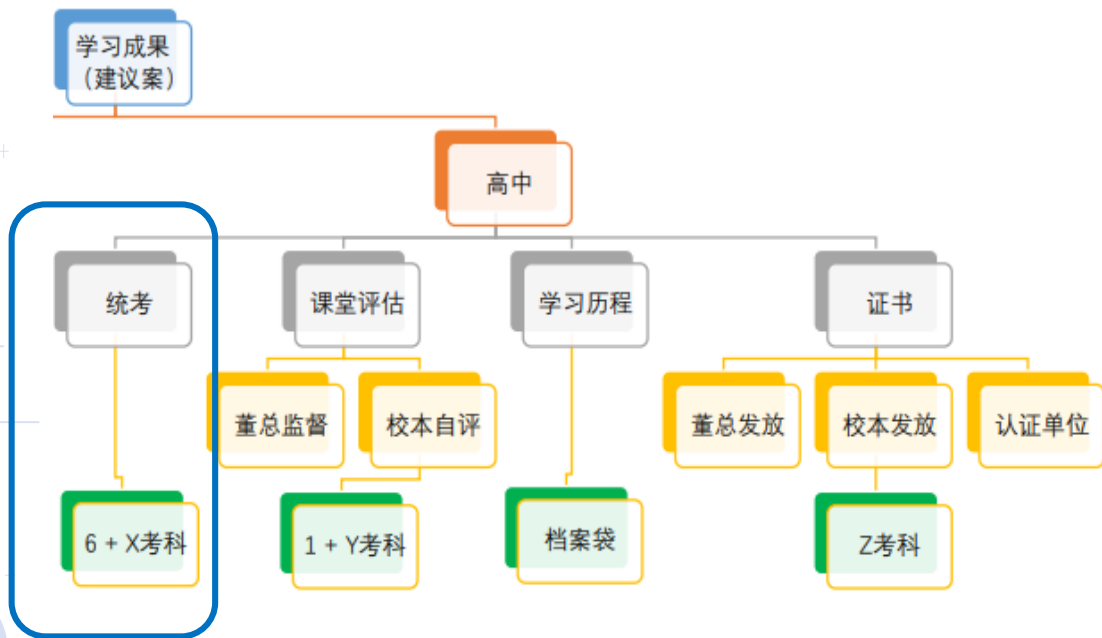 学习成果
（建议案）
高中
统考
课堂评估
学习历程
证书
董总监督
校本自评
董总发放
校本发放
认证单位
6 + X考科
1 + Y考科
档案袋
Z考科